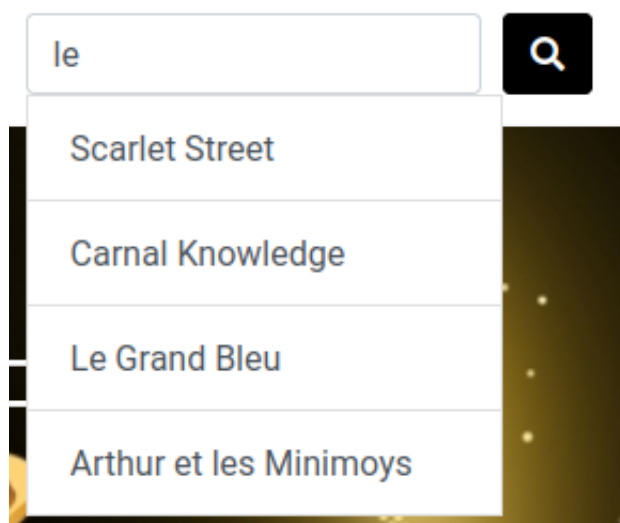 le
Scarlet Street
Carnal Knowledge
Le Grand Bleu
Arthur et les Minimoys